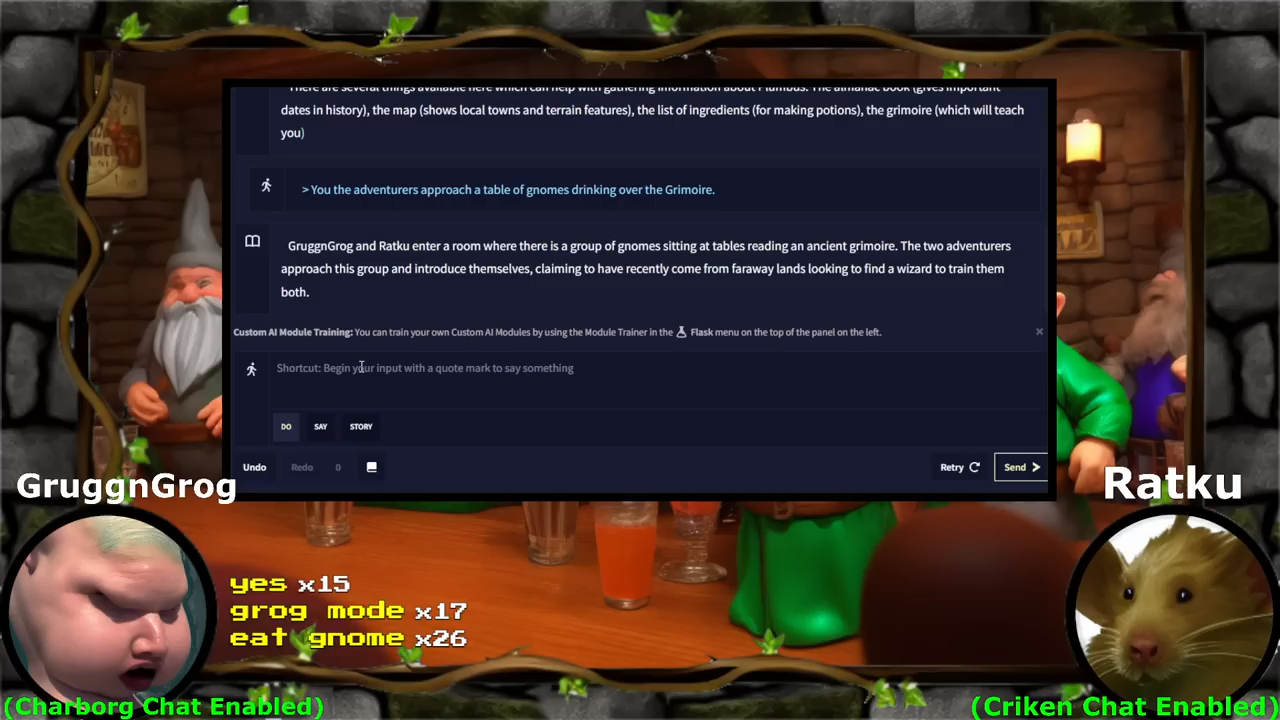 There are several things available here which can help with gathering information about Plumbus. The almanac book (gives important
dates in history), the map (shows local towns and terrain features), the list of ingredients (for making potions), the grimoire (which will teach
you)
> You the adventurers approach a table of gnomes drinking over the Grimoire.
GruggnGrog and Ratku enter a room where there is a group of gnomes sitting at tables reading an ancient grimoire. The two adventurers
approach this group and introduce themselves, claiming to have recently come from faraway lands looking to find a wizard to train them
both.
Custom AI Module Training: You can train your own Custom AI Modules by using the Module Trainer in the Flask menu on the top of the panel on the left.
Shortcut: Begin your input with a quote mark to say something
DO SAY STORY
Undo Redo 0 Retry Send
GruggnGrog
Ratku
yes x15
grog mode x17
eat gnome x26
(Charborg Chat Enabled)
(Criken Chat Enabled)